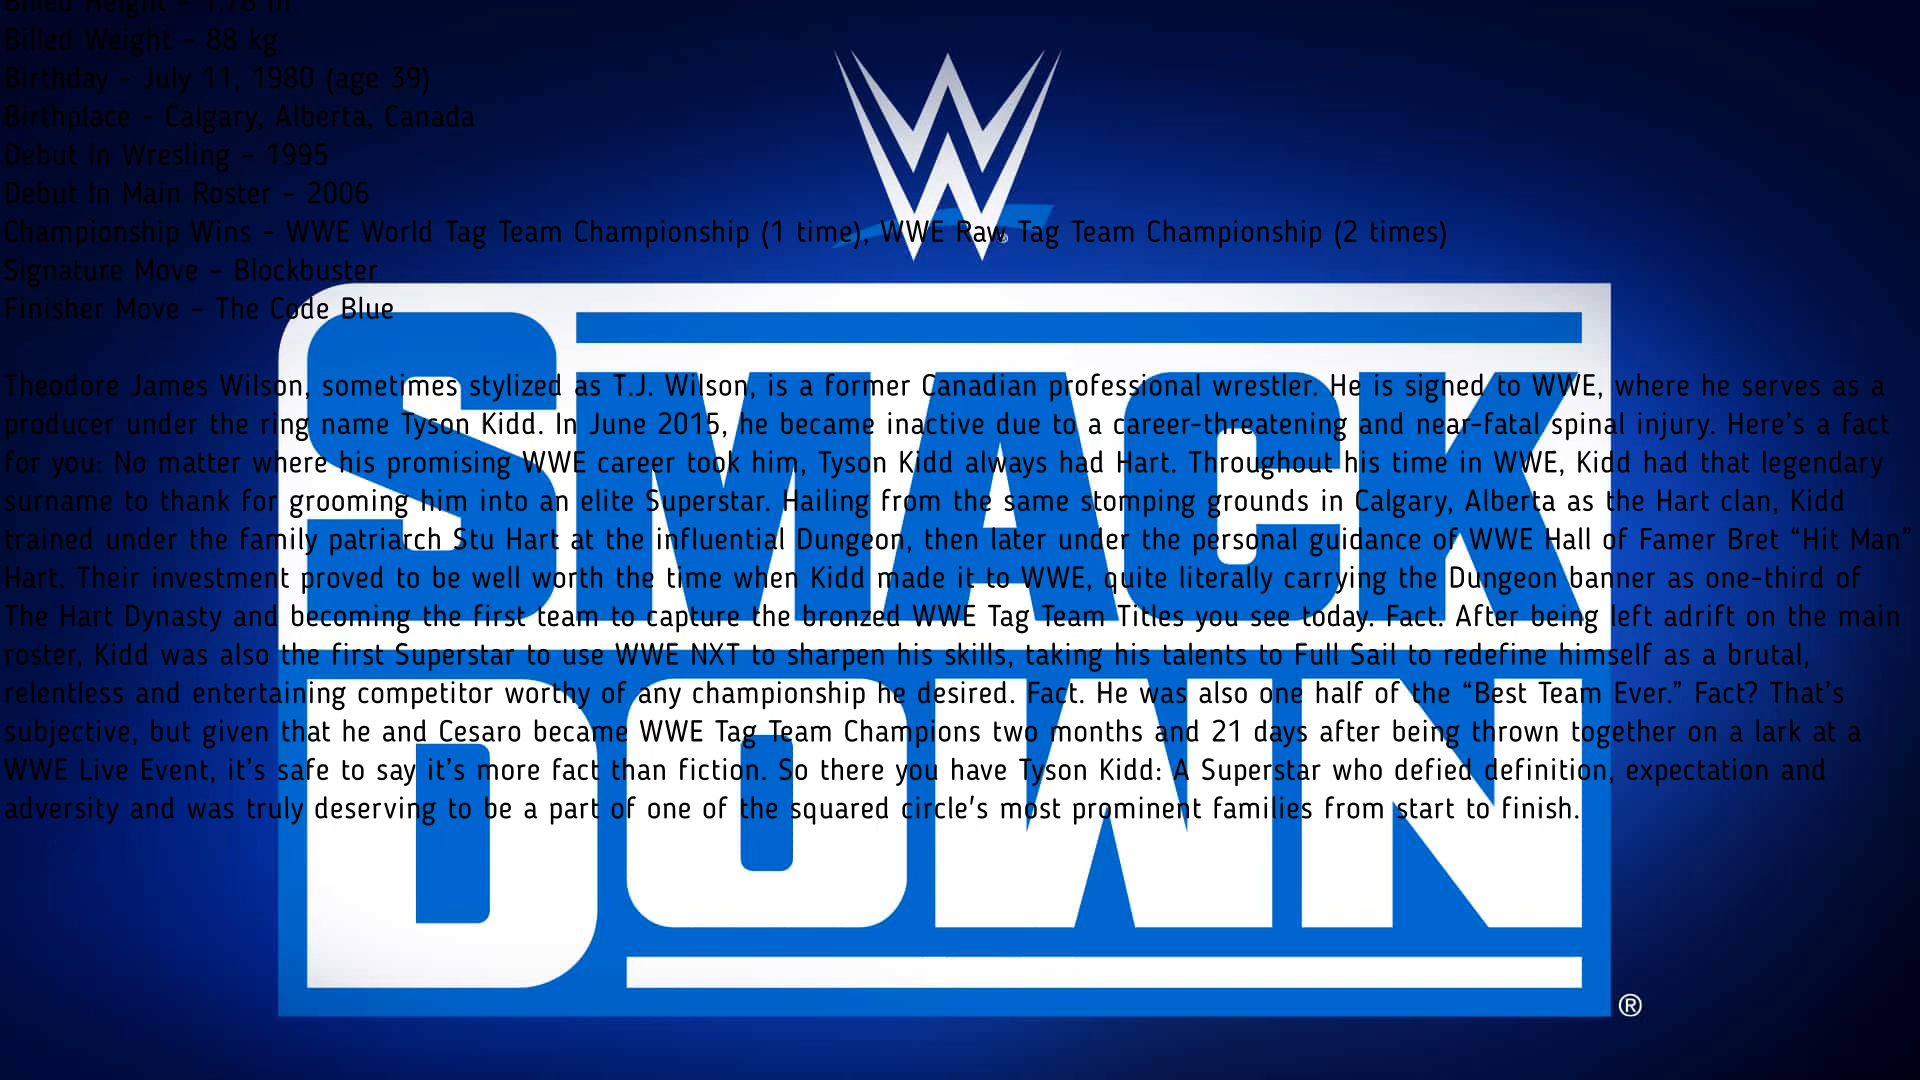 Billed Height - 1.78 m
Billed Weight - 88 kg
Birthday - July 11, 1980 (age 39)
Birthplace - Calgary, Alberta, Canada
Debut In Wresling - 1995
Debut In Main Roster - 2006
Championship Wins - WWE World Tag Team Championship (1 time), WWE Raw Tag Team Championship (2 times)
Signature Move - Blockbuster
Finisher Move - The Code Blue
Theodore James Wilson, sometimes stylized as T.J. Wilson, is a former Canadian professional wrestler. He is signed to WWE, where he serves as a
producer under the ring name Tyson Kidd. In June 2015, he became inactive due to a career-threatening and near-fatal spinal injury. Here's a fact
for you: No matter where his promising WWE career took him, Tyson Kidd always had Hart. Throughout his time in WWE, Kidd had that legendary
surname to thank for grooming him into an elite Superstar. Hailing from the same stomping grounds in Calgary, Alberta as the Hart clan, Kidd
trained under the family patriarch Stu Hart at the influential Dungeon, then later under the personal guidance of WWE Hall of Famer Bret “Hit Man”
Hart. Their investment proved to be well worth the time when Kidd made it to WWE, quite literally carrying the Dungeon banner as one-third of
The Hart Dynasty and becoming the first team to capture the bronzed WWE Tag Team Titles you see today. Fact. After being left adrift on the main
roster, Kidd was also the first Superstar to use WWE NXT to sharpen his skills, taking his talents to Full Sail to redefine himself as a brutal,
relentless and entertaining competitor worthy of any championship he desired. Fact. He was also one half of the “Best Team Ever.” Fact? That’s
subjective, but given that he and Cesaro became WWE Tag Team Champions two months and 21 days after being thrown together on a lark at a
WWE Live Event, it’s safe to say it’s more fact than fiction. So there you have Tyson Kidd: A Superstar who defied definition, expectation and
adversity and was truly deserving to be a part of one of the squared circle's most prominent families from start to finish.
W
SMACK
DOWN
®